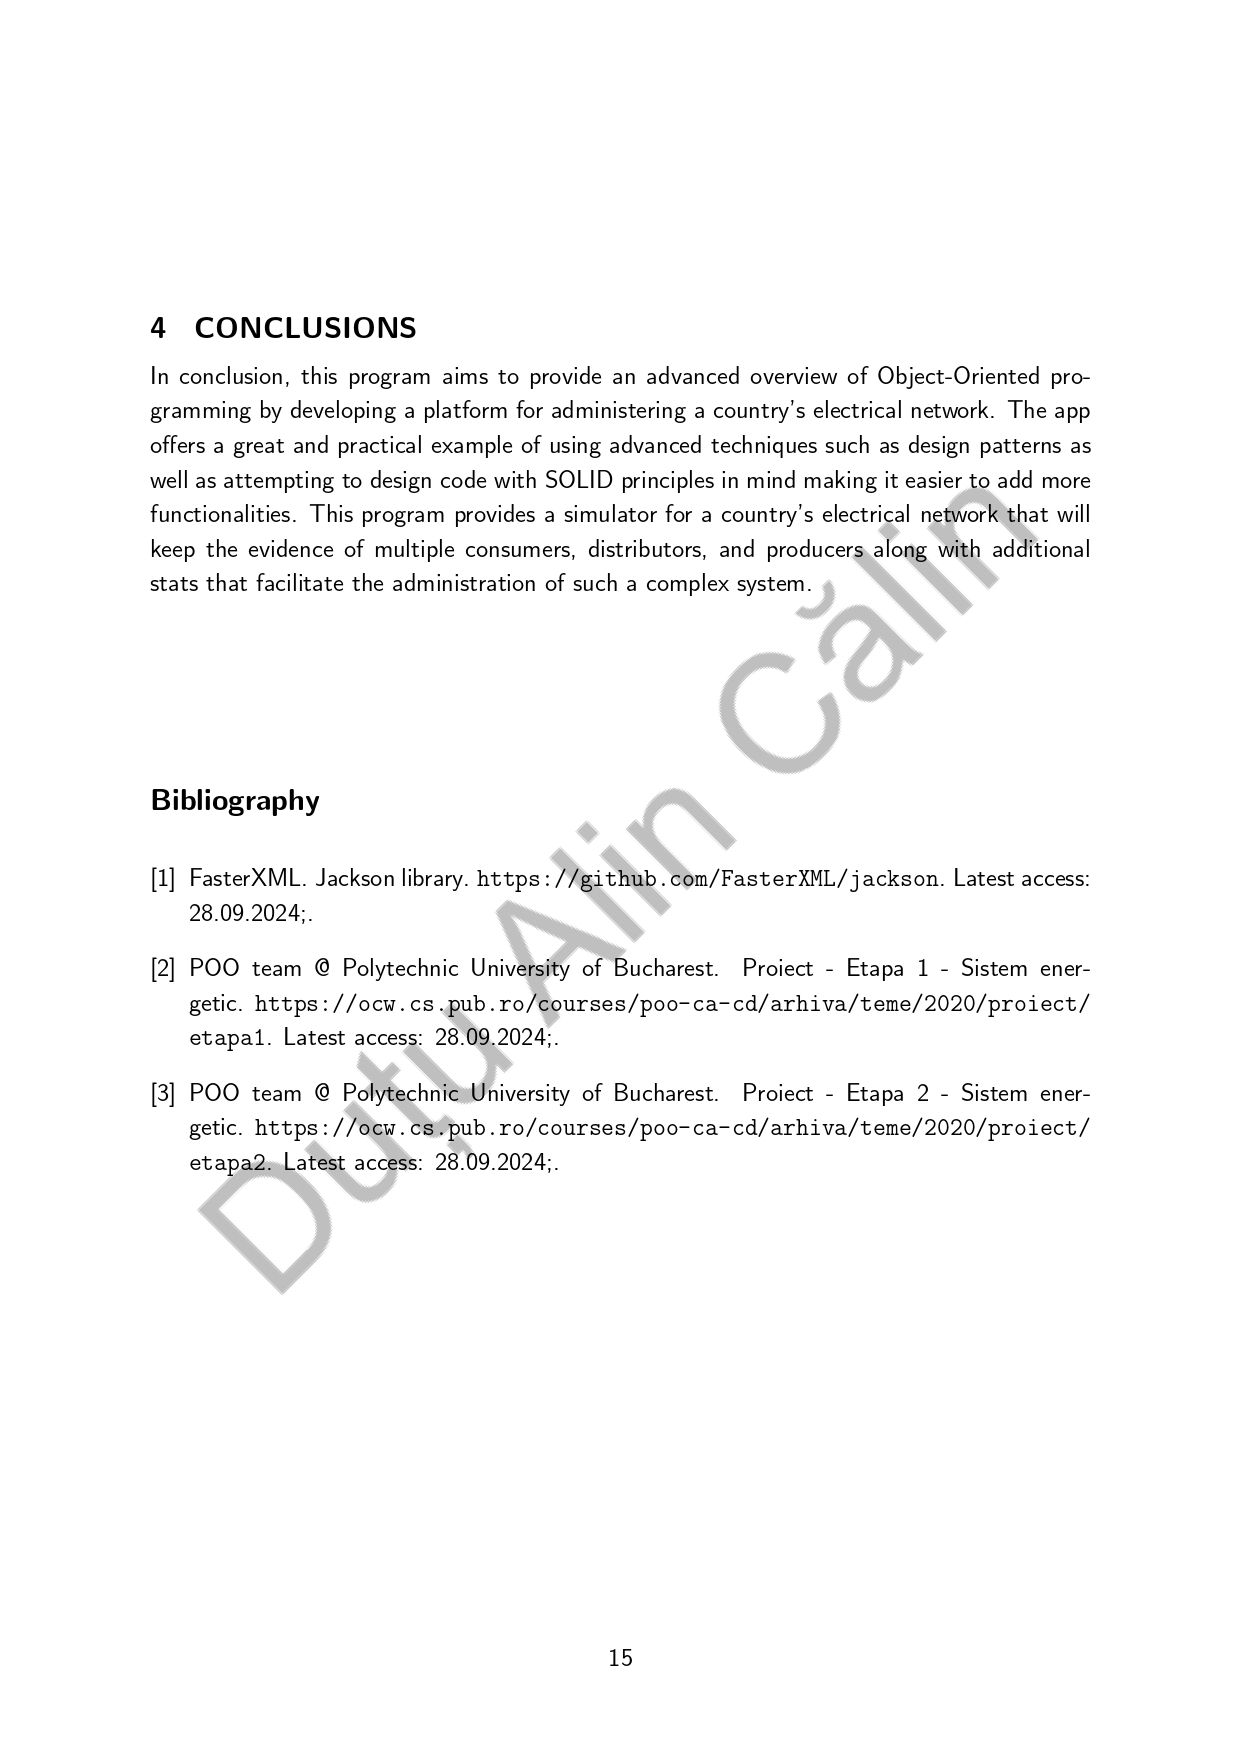 4 CONCLUSIONS
In conclusion, this program aims to provide an advanced overview of Object-Oriented pro-
gramming by developing a platform for administering a country's electrical network. The app
offers a great and practical example of using advanced techniques such as design patterns as
well as attempting to design code with SOLID principles in mind making it easier to add more
functionalities. This program provides a simulator for a country's electrical network that will
keep the evidence of multiple consumers, distributors, and producers along with additional
stats that facilitate the administration of such a complex system.
Duțu Alin Călin
Bibliography
[1] FasterXML. Jackson library. https://github.com/FasterXML/jackson. Latest access:
28.09.2024;.
[2] POO team @ Polytechnic University of Bucharest. Proiect - Etapa 1 - Sistem ener-
getic. https://ocw.cs.pub.ro/courses/poo-ca-cd/arhiva/teme/2020/proiect/
etapa1. Latest access: 28.09.2024;.
[3] POO team @ Polytechnic University of Bucharest. Proiect - Etapa 2 - Sistem ener-
getic. https://ocw.cs.pub.ro/courses/poo-ca-cd/arhiva/teme/2020/proiect/
etapa2. Latest access: 28.09.2024;.
15